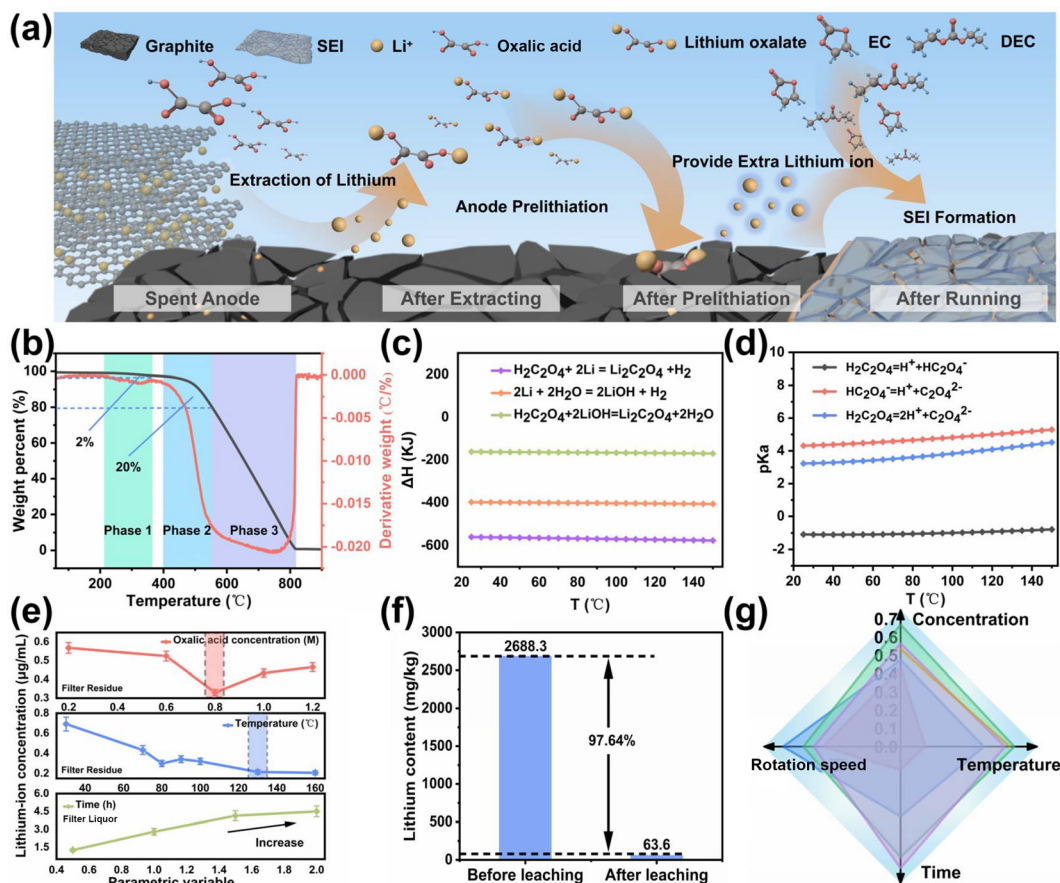 (a)
Graphite
SEI
Li⁺
Oxalic acid
Lithium oxalate
EC
DEC
Extraction of Lithium
Anode Prelithiation
Provide Extra Lithium ion
SEI Formation
Spent Anode
After Extracting
After Prelithiation
After Running
(b)
Weight percent (%)
100
80
60
40
20
0
2%
20%
Phase 1
Phase 2
Phase 3
0.000
-0.005
-0.010
-0.015
-0.020
Derivative weight (℃/%)
200 400 600 800
Temperature (℃)
(c)
ΔH (KJ)
200
0
-200
-400
-600
H₂C₂O₄+ 2Li = Li₂C₂O₄ +H₂
2Li + 2H₂O = 2LiOH + H₂
H₂C₂O₄+2LiOH=Li₂C₂O₄+2H₂O
20 40 60 80 100 120 140
T (℃)
(d)
pKa
16
14
12
10
8
6
4
2
0
-2
H₂C₂O₄=H⁺+HC₂O₄⁻
HC₂O₄⁻=H⁺+C₂O₄²⁻
H₂C₂O₄=2H⁺+C₂O₄²⁻
20 40 60 80 100 120 140
T (℃)
(e)
Lithium-ion concentration (μg/mL)
0.6
0.5
0.4
0.3
Oxalic acid concentration (M)
Filter Residue
0.2 0.4 0.6 0.8 1.0 1.2
0.8
0.6
0.4
0.2
Temperature (℃)
Filter Residue
40 60 80 100 120 140 160
6.0
4.5
3.0
1.5
Time (h)
Filter Liquor
Increase
0.4 0.6 0.8 1.0 1.2 1.4 1.6 1.8 2.0
Parametric variable
(f)
Lithium content (mg/kg)
3000
2500
2000
1500
1000
500
0
2688.3
97.64%
63.6
Before leaching
After leaching
(g)
0.7
0.6
0.5
0.4
0.3
0.2
0.1
0.0
Concentration
Rotation speed
Temperature
Time